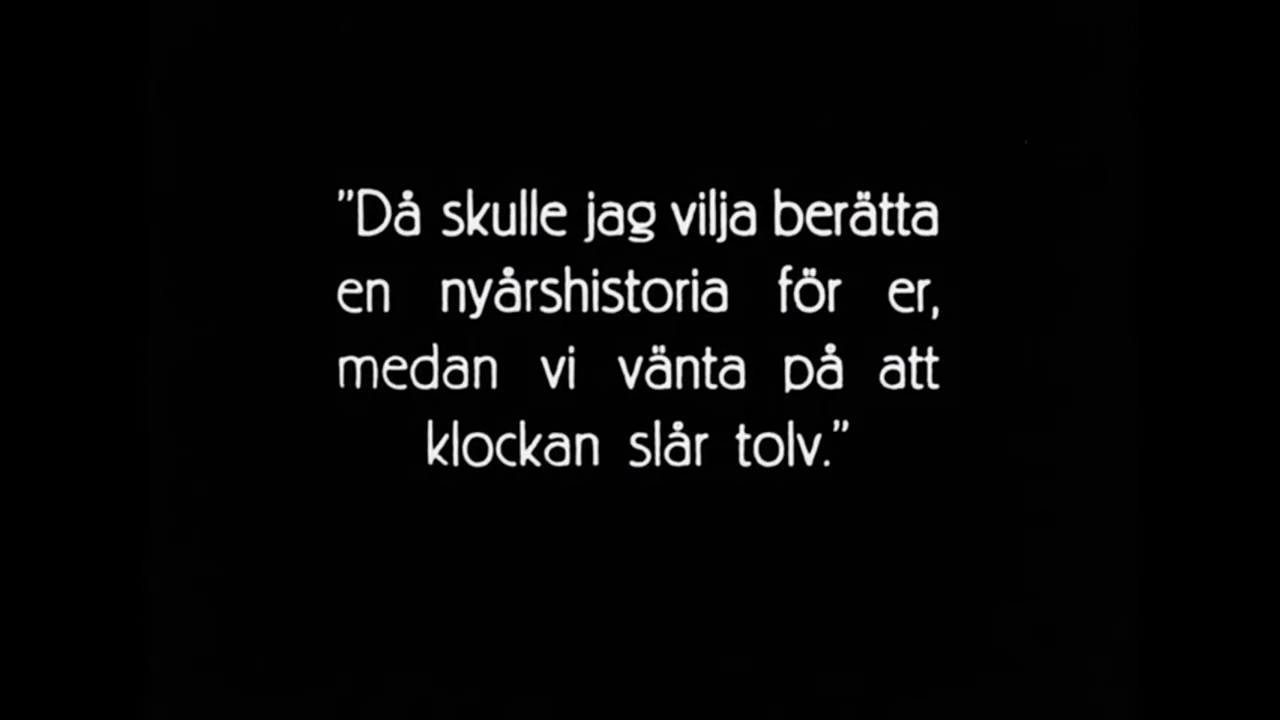 "Då skulle jag vilja berätta
en nyårshistoria för er,
medan vi vänta på att
klockan slår tolv."